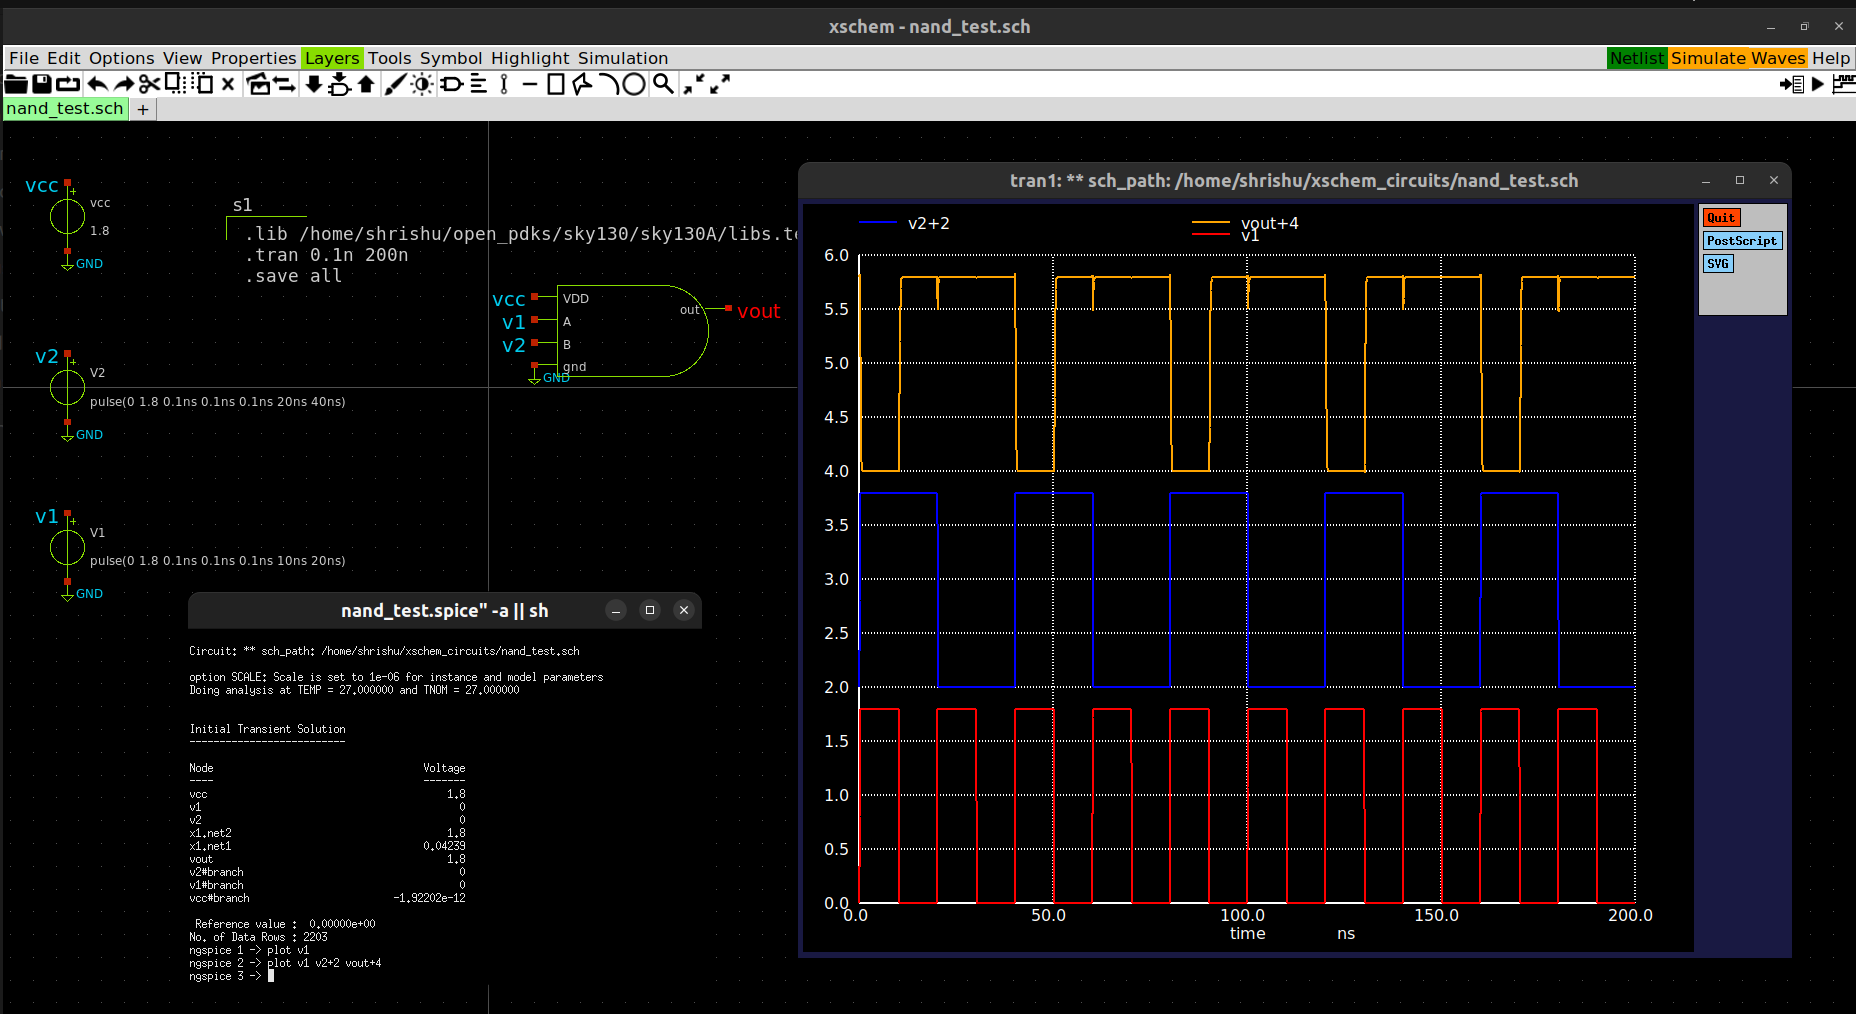 xschem - nand_test.sch
File Edit Options View Properties Layers Tools Symbol Highlight Simulation Netlist Simulate Waves Help
nand_test.sch +
vcc
+
vcc
1.8
GND
s1
.lib /home/shrishu/open_pdks/sky130/sky130A/libs.te
.tran 0.1n 200n
.save all
vcc VDD
v1 A
v2 B
gnd
GND
out
vout
v2
+
V2
pulse(0 1.8 0.1ns 0.1ns 0.1ns 20ns 40ns)
GND
v1
+
V1
pulse(0 1.8 0.1ns 0.1ns 0.1ns 10ns 20ns)
GND
nand_test.spice" -a || sh
Circuit: ** sch_path: /home/shrishu/xschem_circuits/nand_test.sch
option SCALE: Scale is set to 1e-06 for instance and model parameters
Doing analysis at TEMP = 27.000000 and TNOM = 27.000000
Initial Transient Solution
--------------------------
Node Voltage
---- -------
vcc 1.8
v1 0
v2 0
x1.net2 1.8
x1.net1 0.04239
vout 1.8
v2#branch 0
v1#branch 0
vcc#branch -1.92202e-12
Reference value : 0.00000e+00
No. of Data Rows : 2203
ngspice 1 -> plot v1
ngspice 2 -> plot v1 v2+2 vout+4
ngspice 3 ->
tran1: ** sch_path: /home/shrishu/xschem_circuits/nand_test.sch
Quit
PostScript
SVG
v2+2
vout+4
v1
6.0
5.5
5.0
4.5
4.0
3.5
3.0
2.5
2.0
1.5
1.0
0.5
0.0
0.0 50.0 100.0 150.0 200.0
time ns